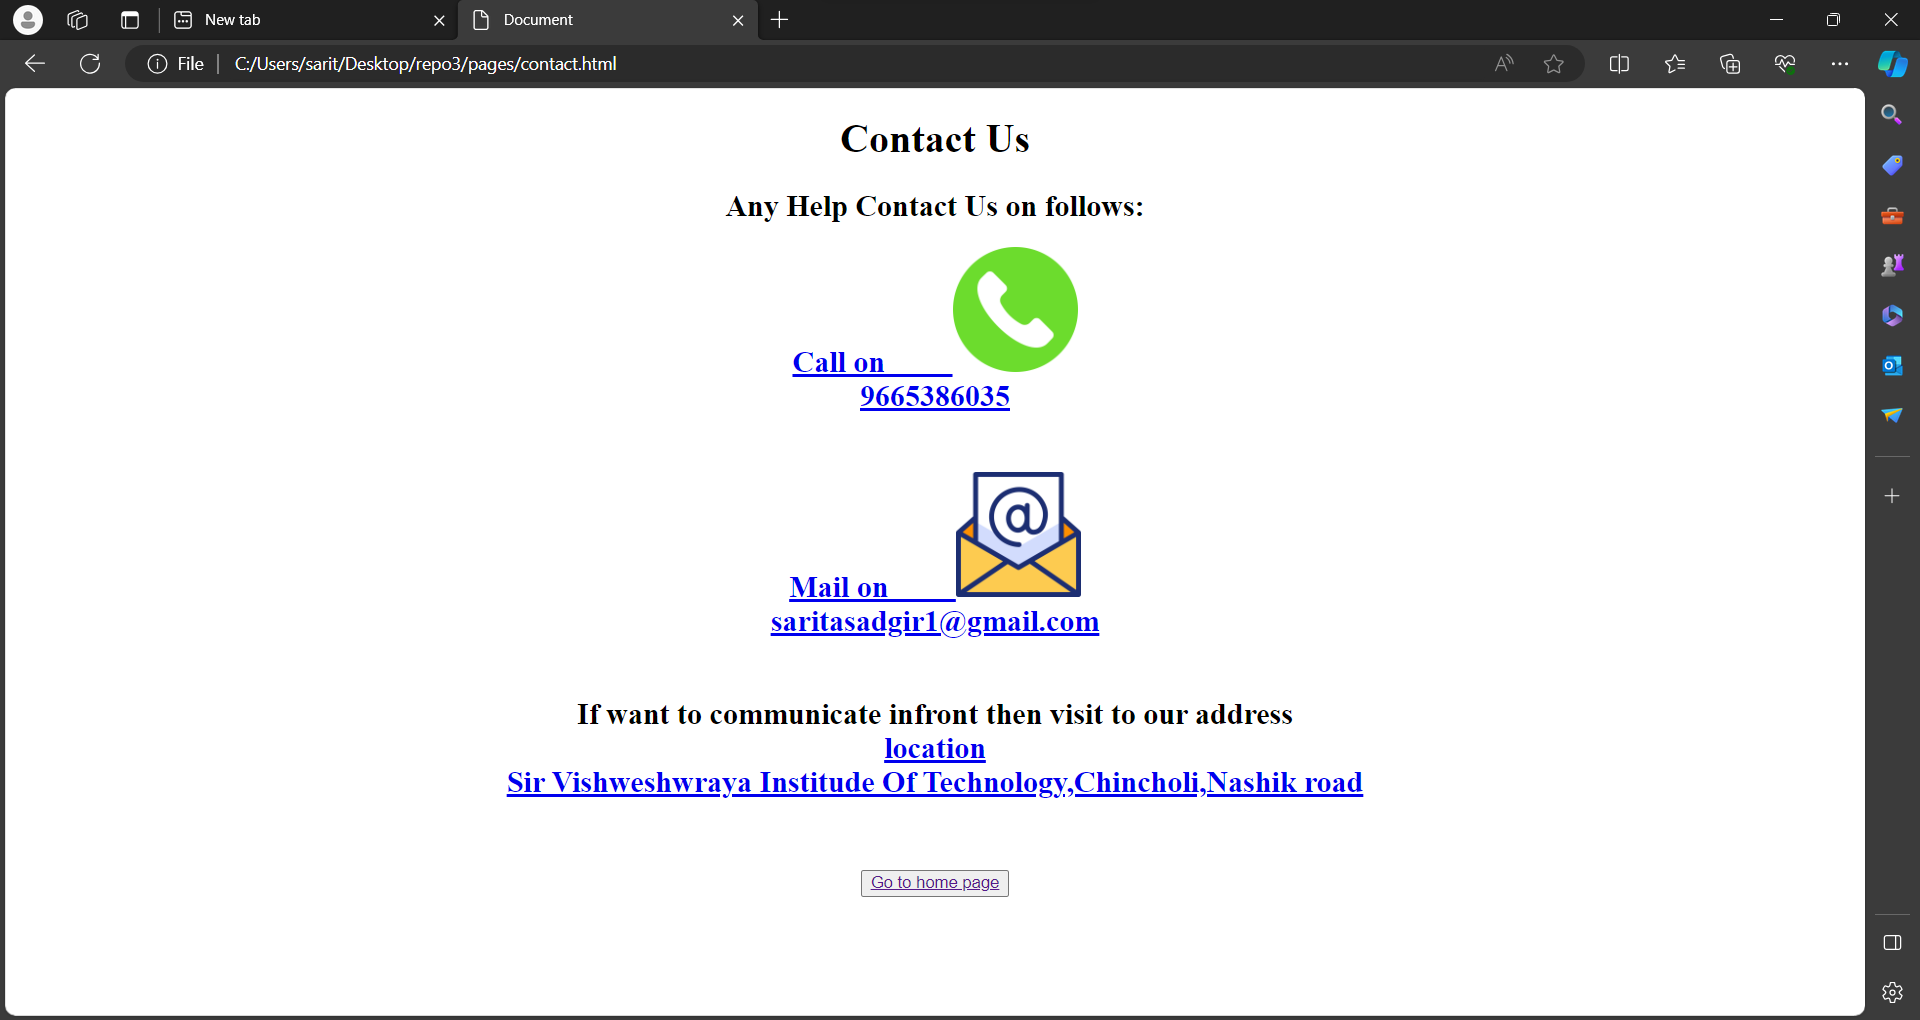 New tab
Document
File
C:/Users/sarit/Desktop/repo3/pages/contact.html
Contact Us
Any Help Contact Us on follows:
Call on
9665386035
@
Mail on
saritasadgir1@gmail.com
If want to communicate infront then visit to our address
location
Sir Vishweshwraya Institude Of Technology,Chincholi,Nashik road
Go to home page